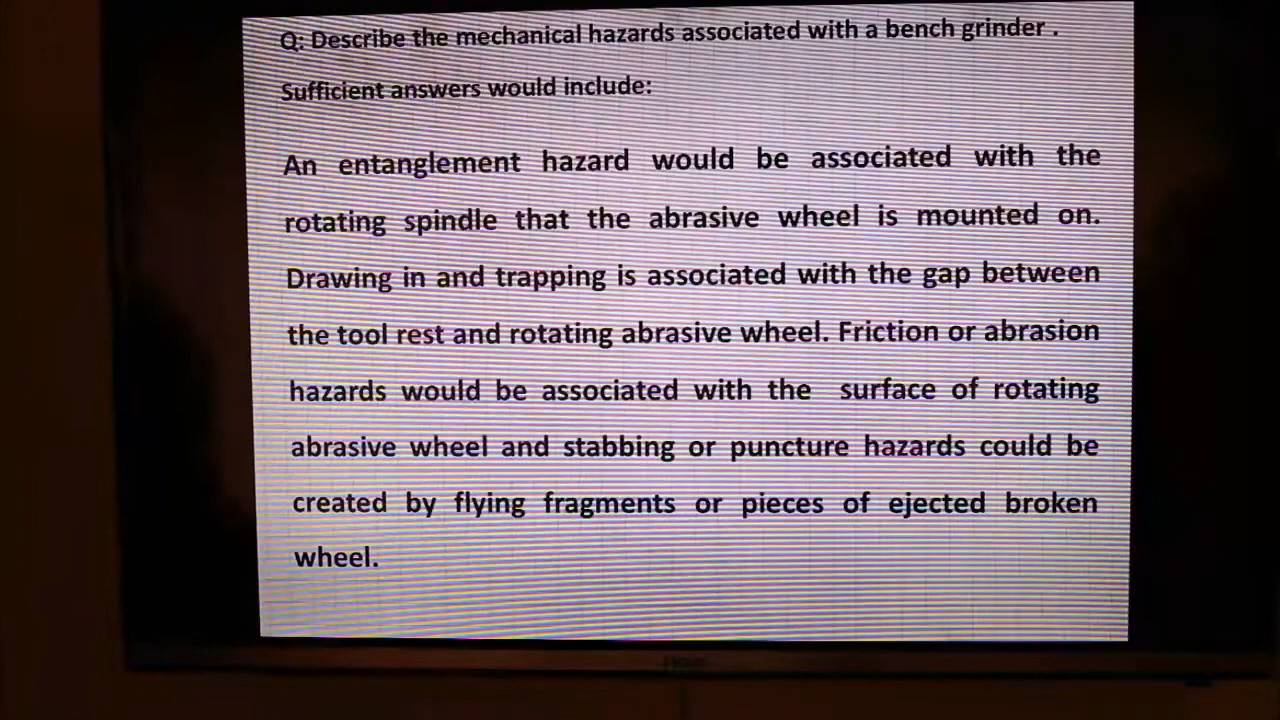 Q: Describe the mechanical hazards associated with a bench grinder .
Sufficient answers would include:
An entanglement hazard would be associated with the
rotating spindle that the abrasive wheel is mounted on.
Drawing in and trapping is associated with the gap between
the tool rest and rotating abrasive wheel. Friction or abrasion
hazards would be associated with the surface of rotating
abrasive wheel and stabbing or puncture hazards could be
created by flying fragments or pieces of ejected broken
wheel.